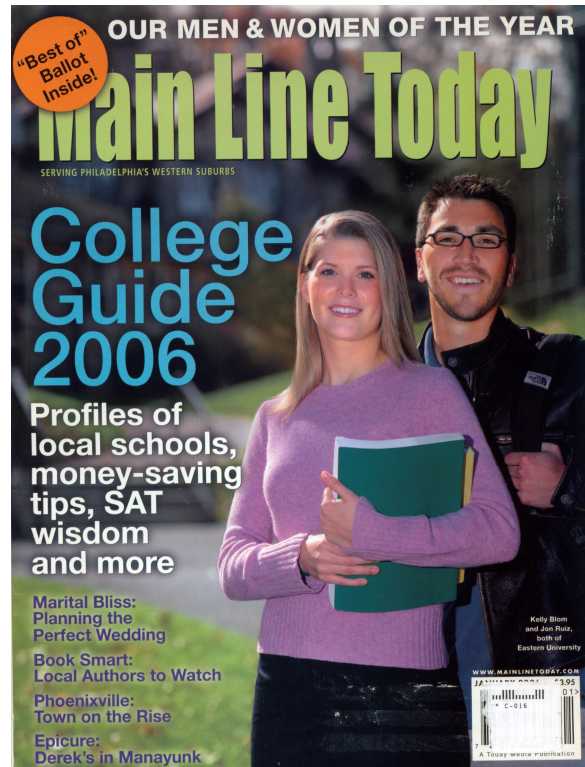 OUR MEN & WOMEN OF THE YEAR
"Best of"
Ballot
Inside!
Main Line Today
SERVING PHILADELPHIA'S WESTERN SUBURBS
College
Guide
2006
Profiles of
local schools,
money-saving
tips, SAT
wisdom
and more
Marital Bliss:
Planning the
Perfect Wedding
Book Smart:
Local Authors to Watch
Phoenixville:
Town on the Rise
Epicure:
Derek's in Manayunk
Kelly Blom
and Jon Ruiz,
both of
Eastern University
WWW.MAINLINETODAY.COM
$3.95
01>
* C-016
7
A Today Media Publication